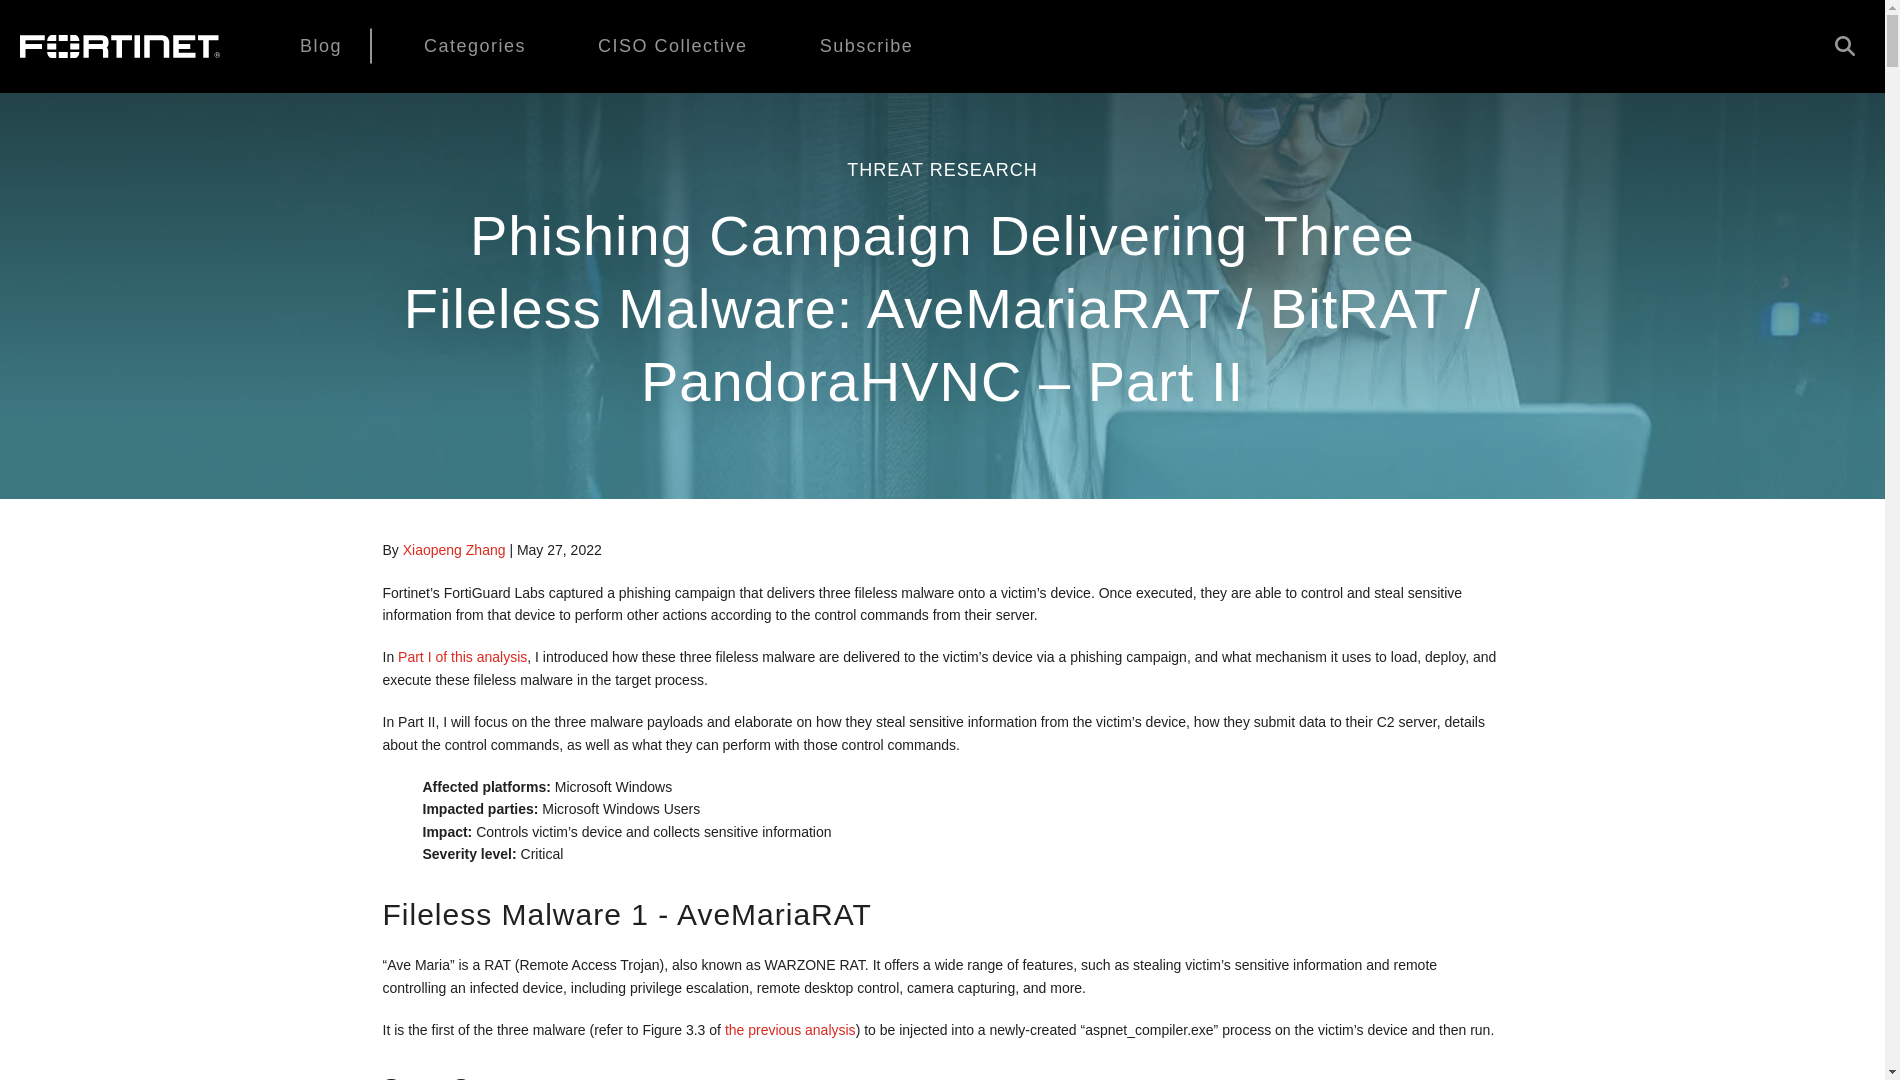 FORTINET®
Blog
Categories
CISO Collective
Subscribe
THREAT RESEARCH
Phishing Campaign Delivering Three
Fileless Malware: AveMariaRAT / BitRAT /
PandoraHVNC – Part II
By Xiaopeng Zhang | May 27, 2022
Fortinet’s FortiGuard Labs captured a phishing campaign that delivers three fileless malware onto a victim’s device. Once executed, they are able to control and steal sensitive
information from that device to perform other actions according to the control commands from their server.
In Part I of this analysis, I introduced how these three fileless malware are delivered to the victim’s device via a phishing campaign, and what mechanism it uses to load, deploy, and
execute these fileless malware in the target process.
In Part II, I will focus on the three malware payloads and elaborate on how they steal sensitive information from the victim’s device, how they submit data to their C2 server, details
about the control commands, as well as what they can perform with those control commands.
Affected platforms: Microsoft Windows
Impacted parties: Microsoft Windows Users
Impact: Controls victim’s device and collects sensitive information
Severity level: Critical
Fileless Malware 1 - AveMariaRAT
“Ave Maria” is a RAT (Remote Access Trojan), also known as WARZONE RAT. It offers a wide range of features, such as stealing victim’s sensitive information and remote
controlling an infected device, including privilege escalation, remote desktop control, camera capturing, and more.
It is the first of the three malware (refer to Figure 3.3 of the previous analysis) to be injected into a newly-created “aspnet_compiler.exe” process on the victim’s device and then run.